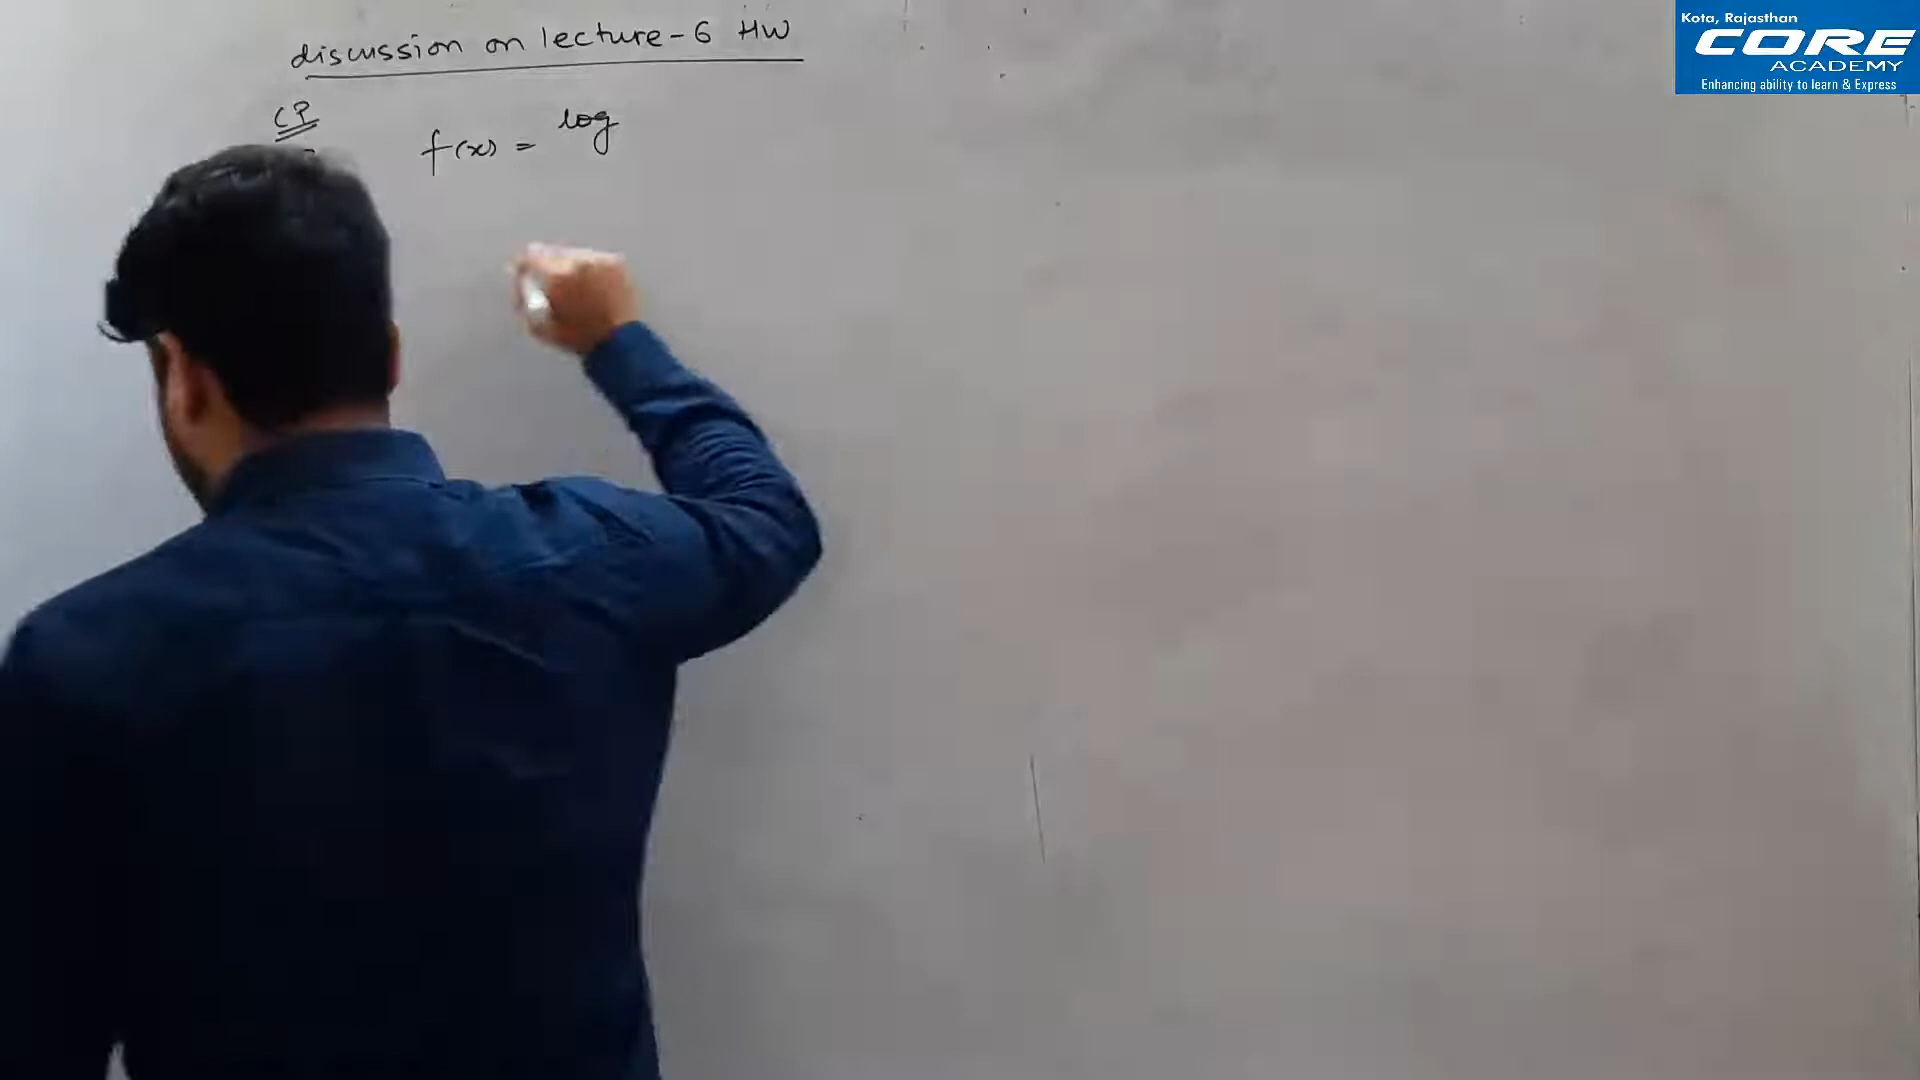 discussion on lecture-6 HW
CP
f(x) = log
Kota, Rajasthan
CORE
ACADEMY
Enhancing ability to learn & Express